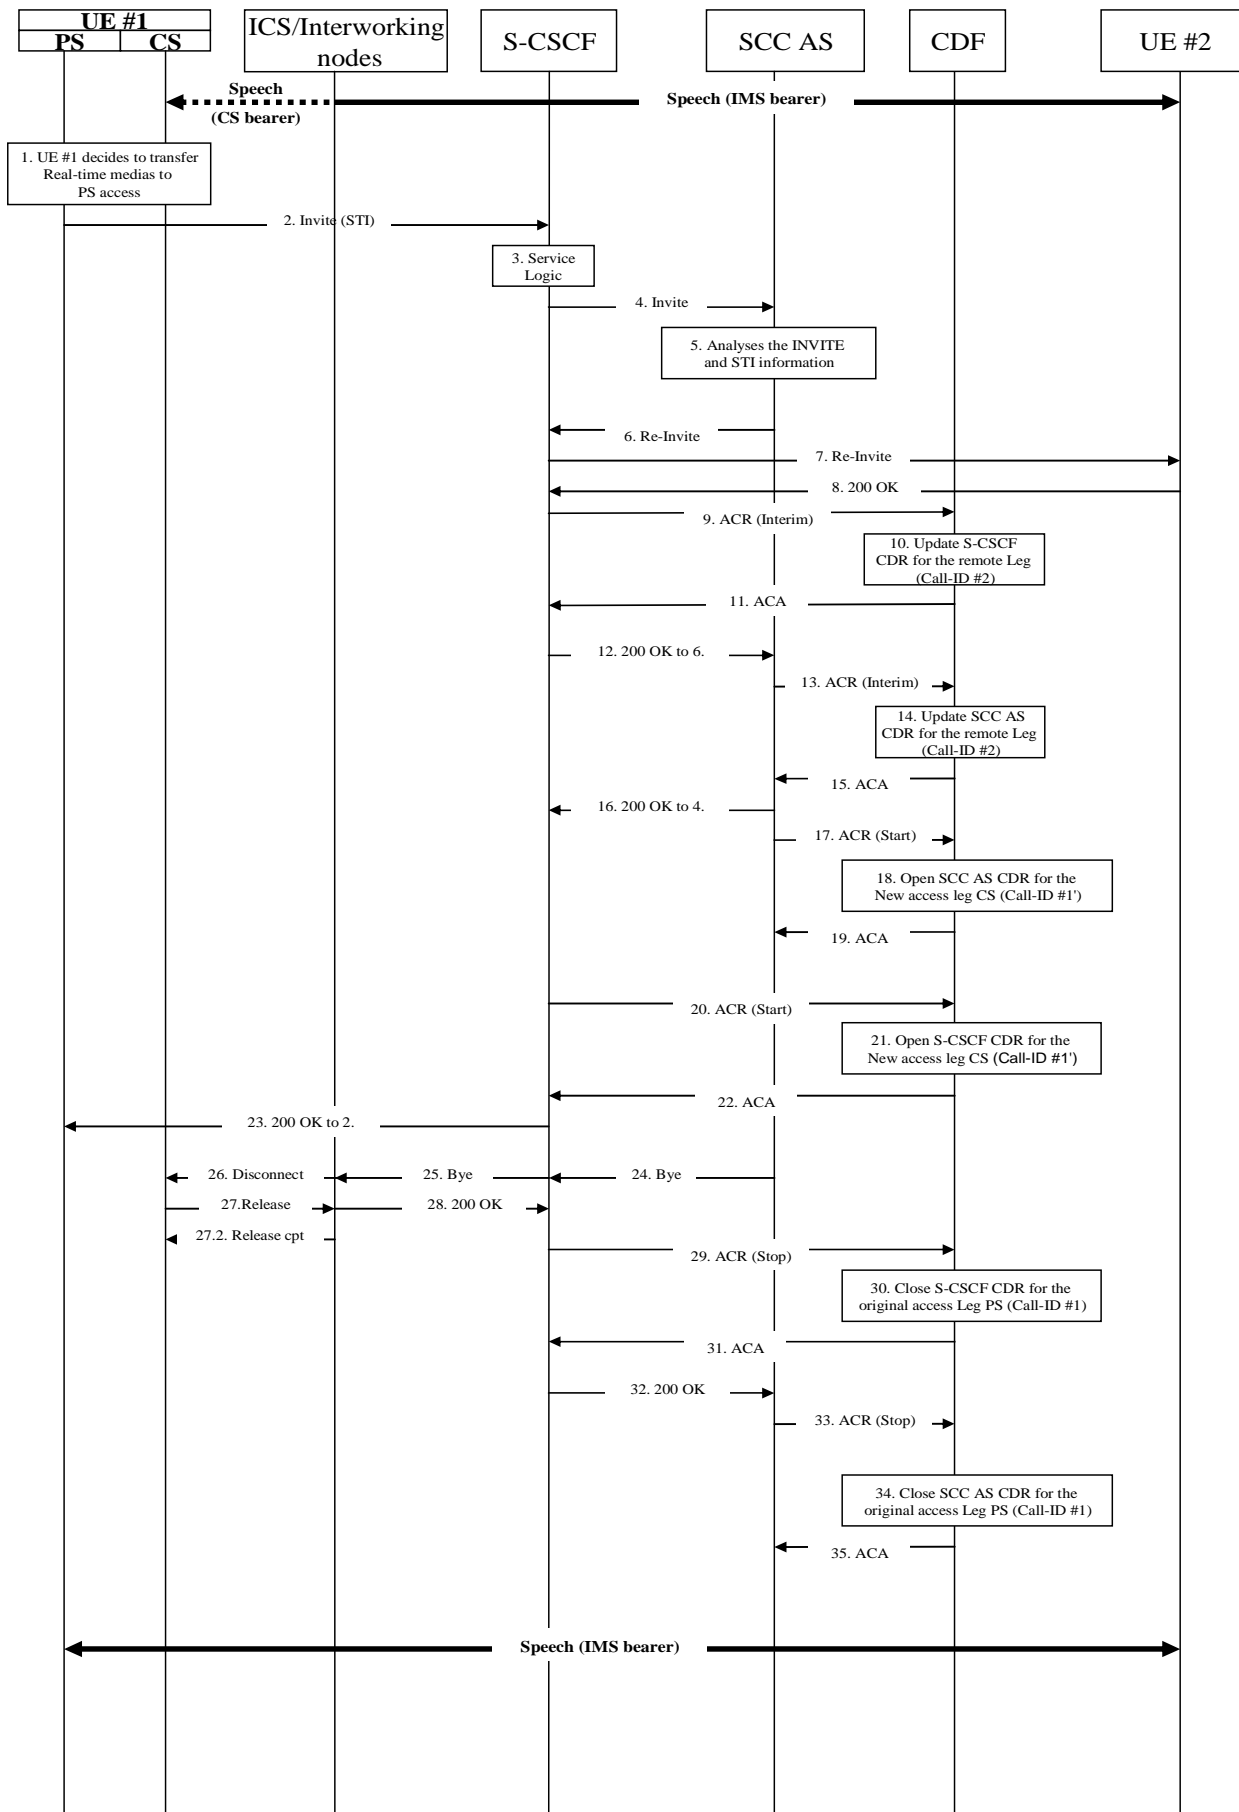 UE #1
PS
CS
ICS/Interworking
nodes
S-CSCF
SCC AS
CDF
UE #2
Speech
(CS bearer)
Speech (IMS bearer)
1. UE #1 decides to transfer
Real-time medias to
PS access
2. Invite (STI)
3. Service
Logic
4. Invite
5. Analyses the INVITE
and STI information
6. Re-Invite
7. Re-Invite
8. 200 OK
9. ACR (Interim)
10. Update S-CSCF
CDR for the remote Leg
(Call-ID #2)
11. ACA
12. 200 OK to 6.
13. ACR (Interim)
14. Update SCC AS
CDR for the remote Leg
(Call-ID #2)
15. ACA
16. 200 OK to 4.
17. ACR (Start)
18. Open SCC AS CDR for the
New access leg CS (Call-ID #1')
19. ACA
20. ACR (Start)
21. Open S-CSCF CDR for the
New access leg CS (Call-ID #1')
22. ACA
23. 200 OK to 2.
24. Bye
25. Bye
26. Disconnect
27.Release
28. 200 OK
27.2. Release cpt
29. ACR (Stop)
30. Close S-CSCF CDR for the
original access Leg PS (Call-ID #1)
31. ACA
32. 200 OK
33. ACR (Stop)
34. Close SCC AS CDR for the
original access Leg PS (Call-ID #1)
35. ACA
Speech (IMS bearer)